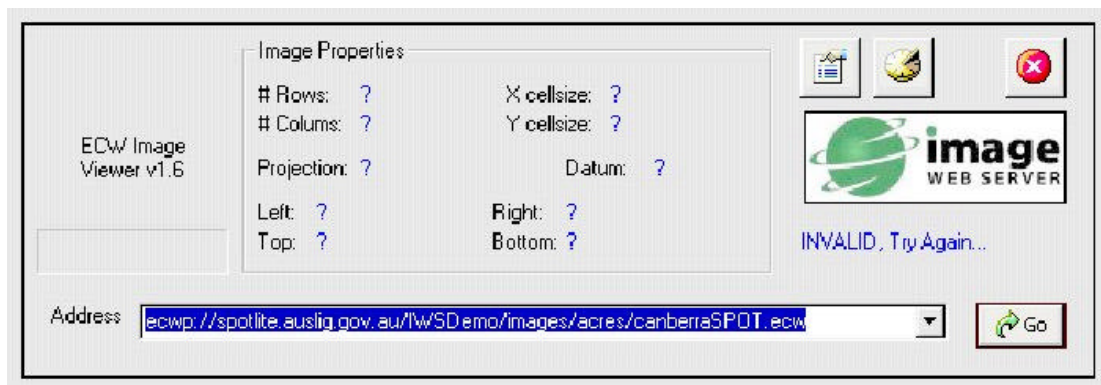 Image Properties
# Rows: ? X cellsize: ?
# Colums: ? Y cellsize: ?
ECW Image
Viewer v1.6
Projection: ? Datum: ?
Left: ? Right: ?
Top: ? Bottom: ?
image
WEB SERVER
INVALID, Try Again...
Address ecwp://spotlite.auslig.gov.au/IWSDemo/images/acres/canberraSPOT.ecw Go